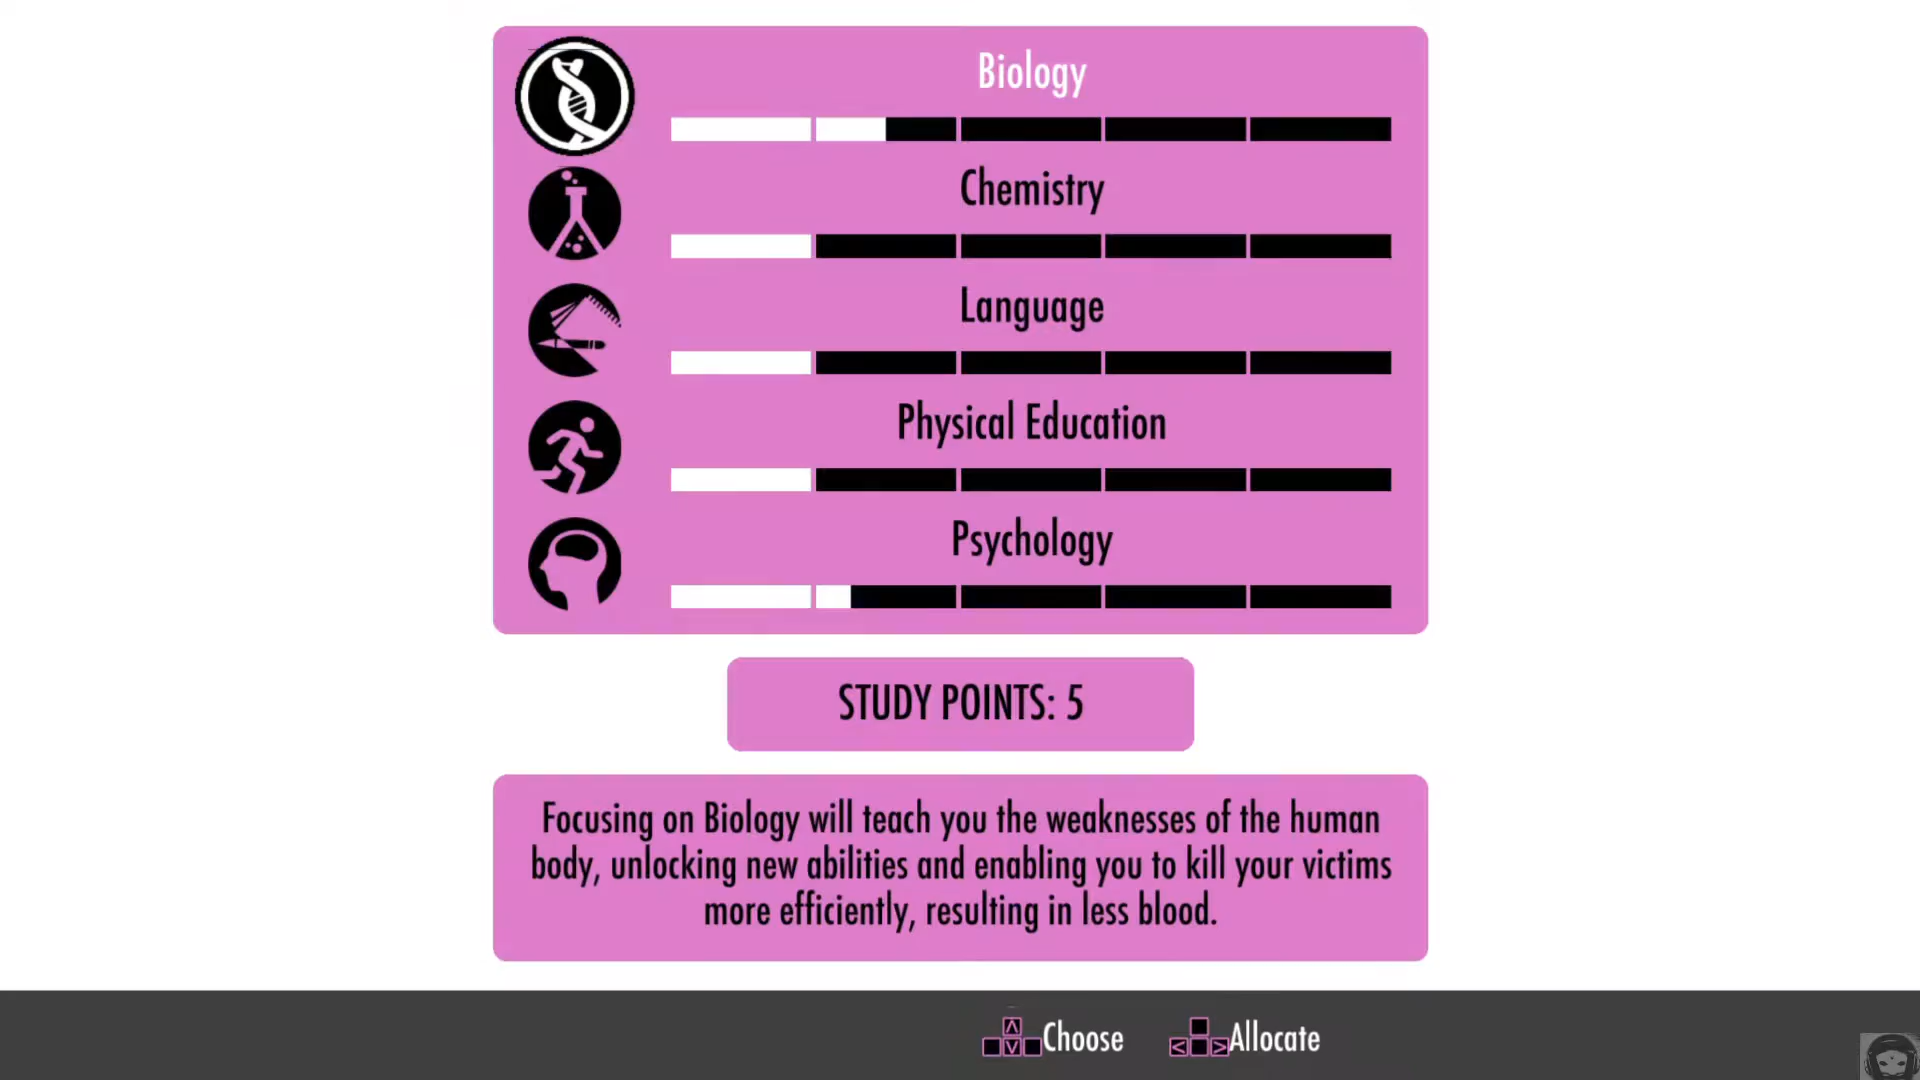 Biology
Chemistry
Language
Physical Education
Psychology
STUDY POINTS: 5
Focusing on Biology will teach you the weaknesses of the human
body, unlocking new abilities and enabling you to kill your victims
more efficiently, resulting in less blood.
Choose
Allocate